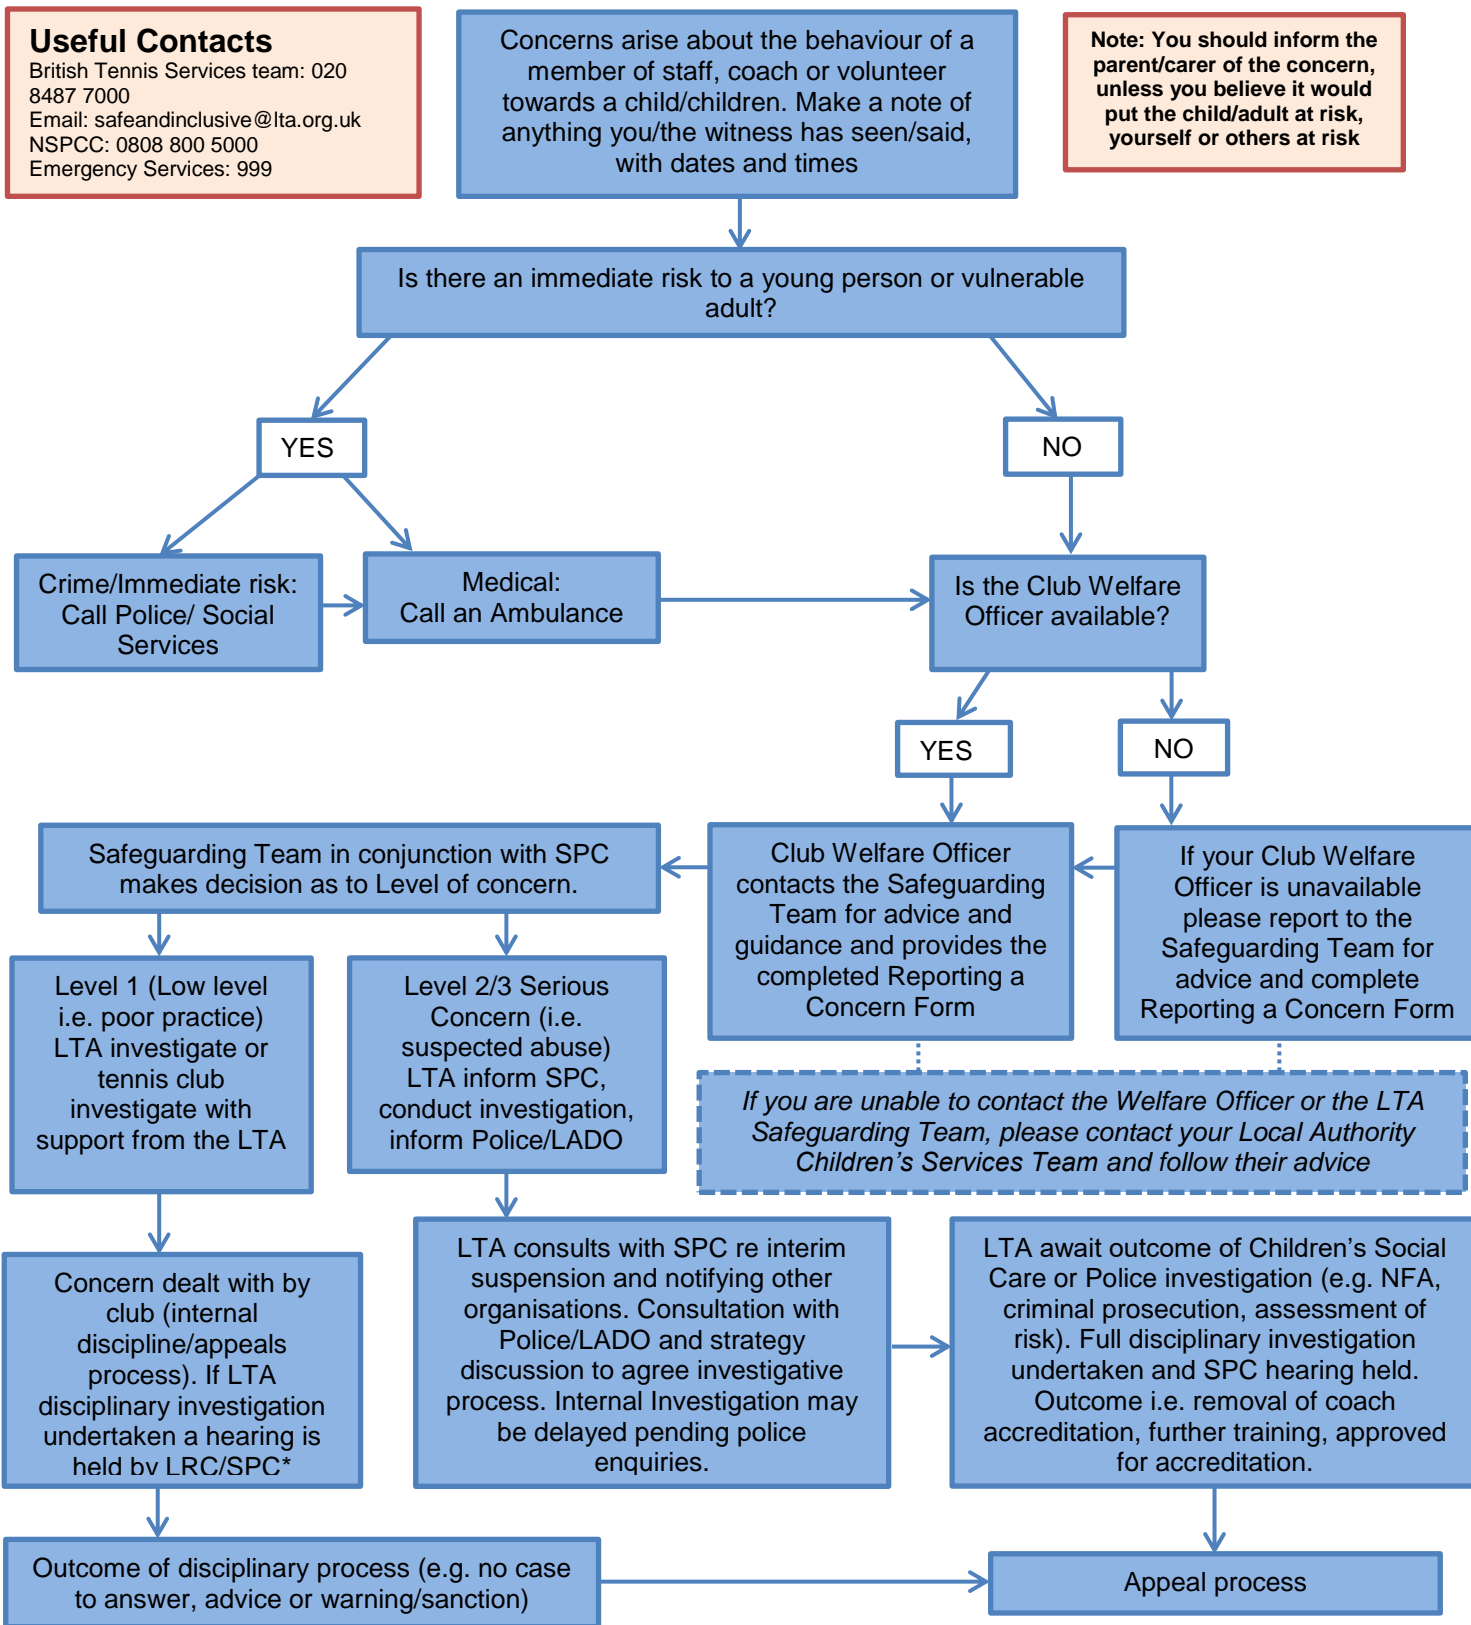 Useful Contacts
British Tennis Services team: 020
8487 7000
Email: safeandinclusive@lta.org.uk
NSPCC: 0808 800 5000
Emergency Services: 999
Concerns arise about the behaviour of a
member of staff, coach or volunteer
towards a child/children. Make a note of
anything you/the witness has seen/said,
with dates and times
Note: You should inform the
parent/carer of the concern,
unless you believe it would
put the child/adult at risk,
yourself or others at risk
Is there an immediate risk to a young person or vulnerable
adult?
YES
NO
Crime/Immediate risk:
Call Police/ Social
Services
Medical:
Call an Ambulance
Is the Club Welfare
Officer available?
YES
NO
Safeguarding Team in conjunction with SPC
makes decision as to Level of concern.
Club Welfare Officer
contacts the Safeguarding
Team for advice and
guidance and provides the
completed Reporting a
Concern Form
If your Club Welfare
Officer is unavailable
please report to the
Safeguarding Team for
advice and complete
Reporting a Concern Form
Level 1 (Low level
i.e. poor practice)
LTA investigate or
tennis club
investigate with
support from the LTA
Level 2/3 Serious
Concern (i.e.
suspected abuse)
LTA inform SPC,
conduct investigation,
inform Police/LADO
If you are unable to contact the Welfare Officer or the LTA
Safeguarding Team, please contact your Local Authority
Children’s Services Team and follow their advice
Concern dealt with by
club (internal
discipline/appeals
process). If LTA
disciplinary investigation
undertaken a hearing is
held by LRC/SPC*
LTA consults with SPC re interim
suspension and notifying other
organisations. Consultation with
Police/LADO and strategy
discussion to agree investigative
process. Internal Investigation may
be delayed pending police
enquiries.
LTA await outcome of Children’s Social
Care or Police investigation (e.g. NFA,
criminal prosecution, assessment of
risk). Full disciplinary investigation
undertaken and SPC hearing held.
Outcome i.e. removal of coach
accreditation, further training, approved
for accreditation.
Outcome of disciplinary process (e.g. no case
to answer, advice or warning/sanction)
Appeal process